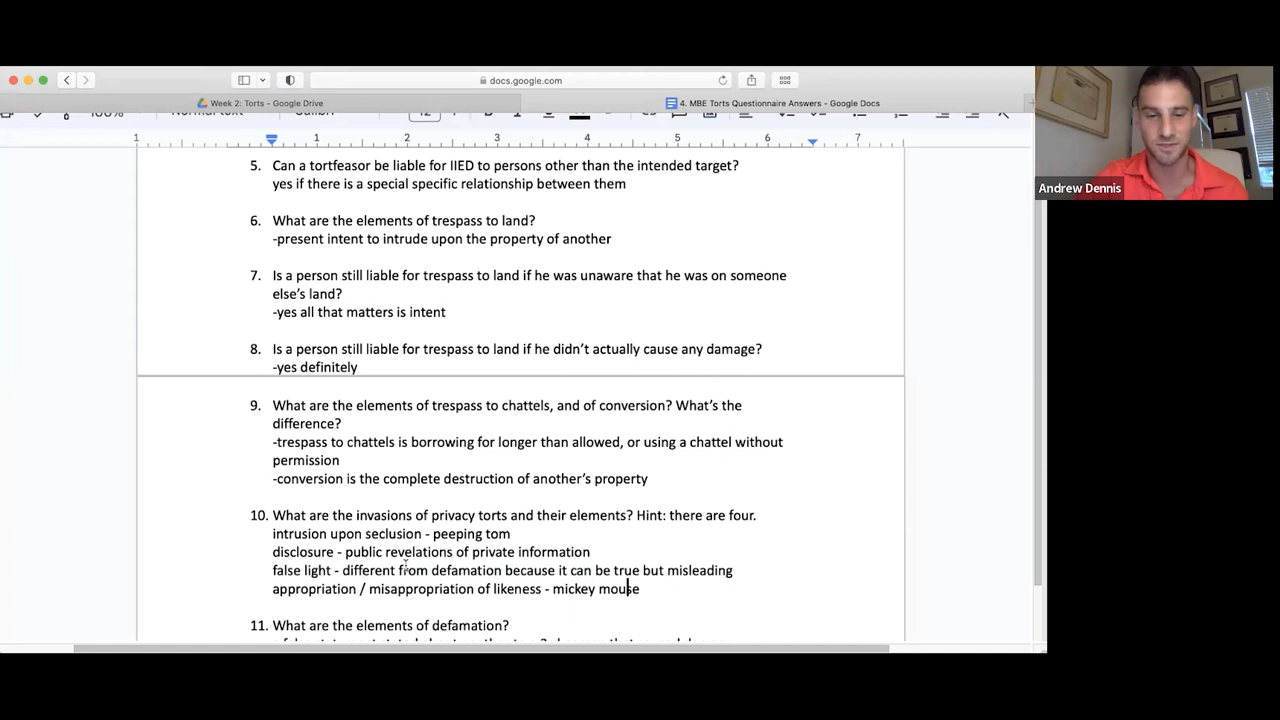 docs.google.com
Week 2: Torts - Google Drive
4. MBE Torts Questionnaire Answers - Google Docs
1 1 2 3 4 5 6 7
5. Can a tortfeasor be liable for IIED to persons other than the intended target?
yes if there is a special specific relationship between them
6. What are the elements of trespass to land?
-present intent to intrude upon the property of another
7. Is a person still liable for trespass to land if he was unaware that he was on someone
else's land?
-yes all that matters is intent
8. Is a person still liable for trespass to land if he didn't actually cause any damage?
-yes definitely
9. What are the elements of trespass to chattels, and of conversion? What's the
difference?
-trespass to chattels is borrowing for longer than allowed, or using a chattel without
permission
-conversion is the complete destruction of another's property
10. What are the invasions of privacy torts and their elements? Hint: there are four.
intrusion upon seclusion - peeping tom
disclosure - public revelations of private information
false light - different from defamation because it can be true but misleading
appropriation / misappropriation of likeness - mickey mouse
11. What are the elements of defamation?
Andrew Dennis